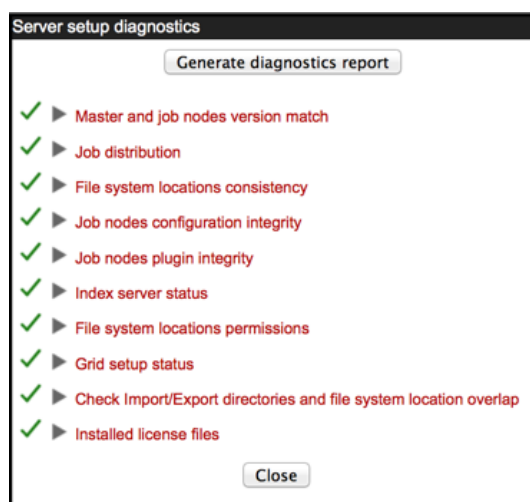 Server setup diagnostics
Generate diagnostics report
Master and job nodes version match
Job distribution
File system locations consistency
Job nodes configuration integrity
Job nodes plugin integrity
Index server status
File system locations permissions
Grid setup status
Check Import/Export directories and file system location overlap
Installed license files
Close